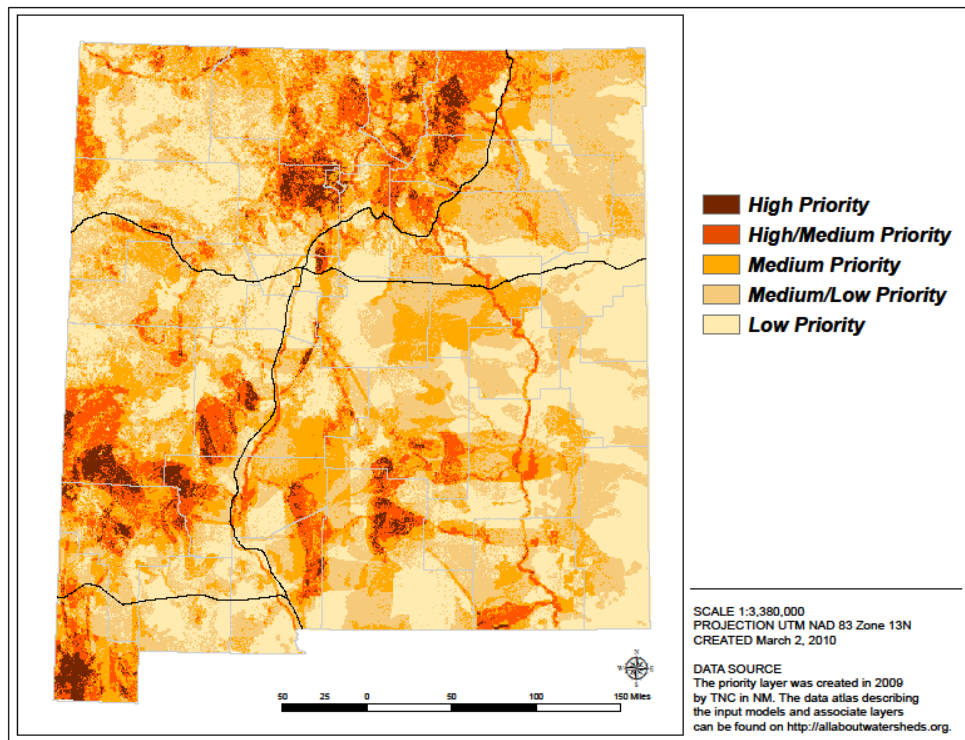 High Priority
High/Medium Priority
Medium Priority
Medium/Low Priority
Low Priority
SCALE 1:3,380,000
PROJECTION UTM NAD 83 Zone 13N
CREATED March 2, 2010
DATA SOURCE
The priority layer was created in 2009
by TNC in NM. The data atlas describing
the input models and associate layers
can be found on http://allaboutwatersheds.org.
N
W E
S
50 25 0 50 100 150 Miles